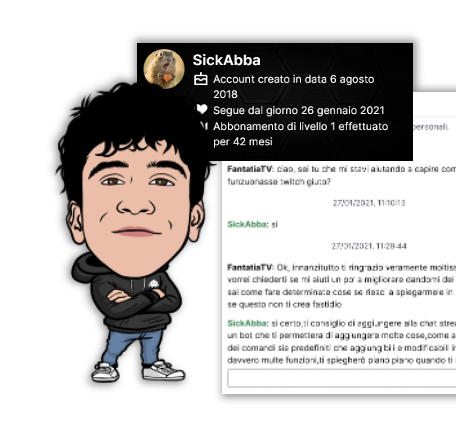 SickAbba
Account creato in data 6 agosto
2018
Segue dal giorno 26 gennaio 2021
Abbonamento di livello 1 effettuato
per 42 mesi
personali.
FantatiaTV: ciao, sei tu che mi stavi aiutando a capire com
funzuonasse twitch giuto?
27/01/2021, 11:10:13
SickAbba: si
27/01/2021, 11:28:44
FantatiaTV: Ok, innanzitutto ti ringrazio veramente moltiss
vorrei chiederti se mi aiuti un po a migliorare dandomi dei
sai come fare determinate cose se riesci a spiegarmele in
se questo non ti crea fastidio
SickAbba: si certo,ti consiglio di aggiungere alla chat strea
un bot che ti permettera di aggiungere molte cose,come a
dei comandi sia predefiniti che aggiungibili e modificabili in
davvero molte funzioni,ti spiegherò piano piano quando ti